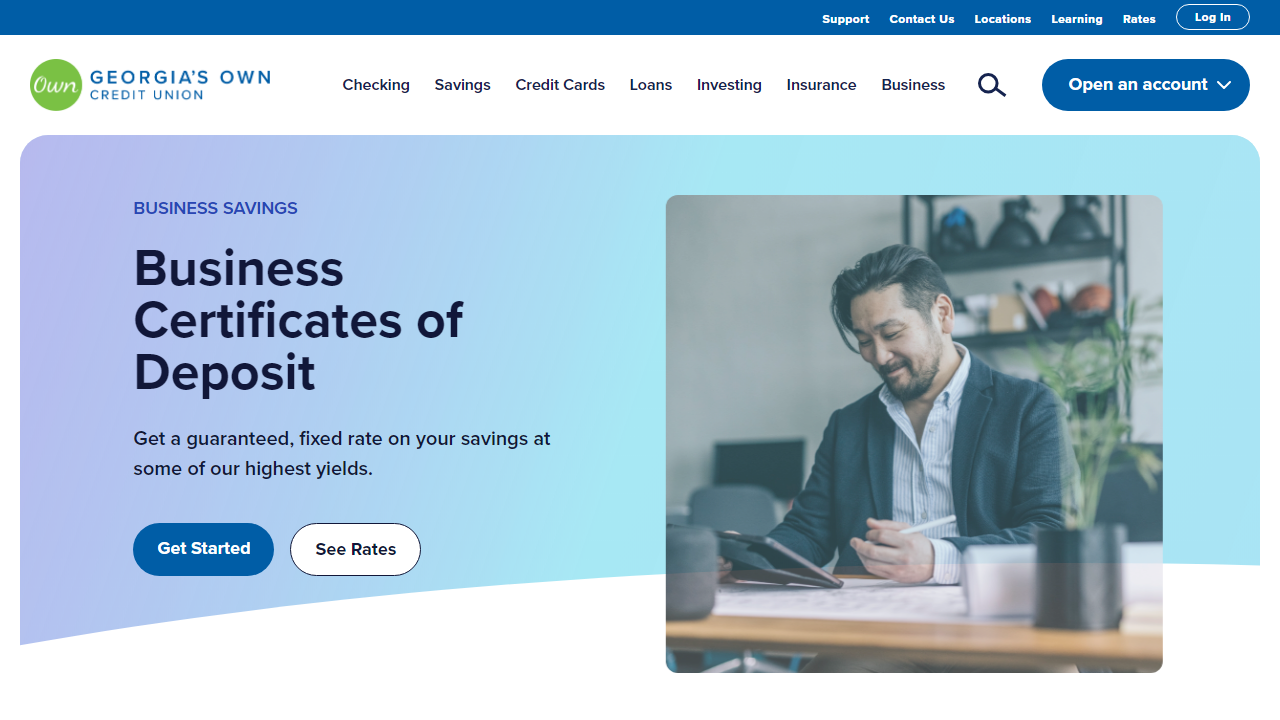 Support Contact Us Locations Learning Rates Log In
Own GEORGIA'S OWN
CREDIT UNION
Checking Savings Credit Cards Loans Investing Insurance Business Open an account
BUSINESS SAVINGS
Business
Certificates of
Deposit
Get a guaranteed, fixed rate on your savings at
some of our highest yields.
Get Started See Rates